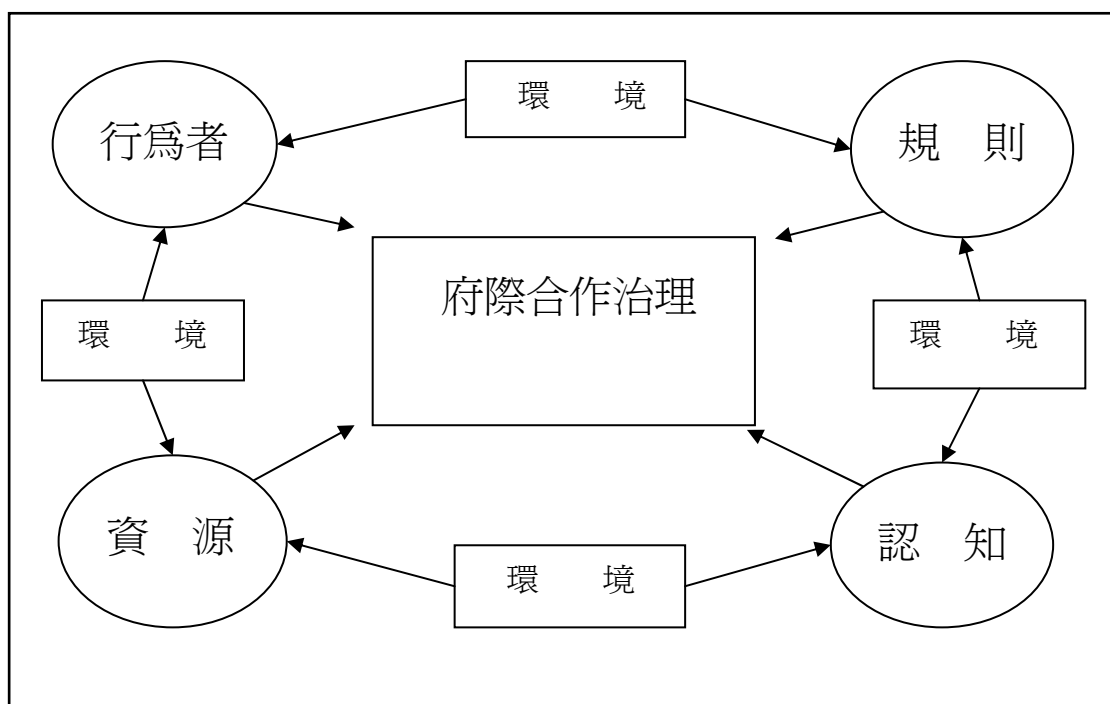 環　　境
行爲者
規　則
府際合作治理
環　　境
環　　境
資　源
認　知
環　　境